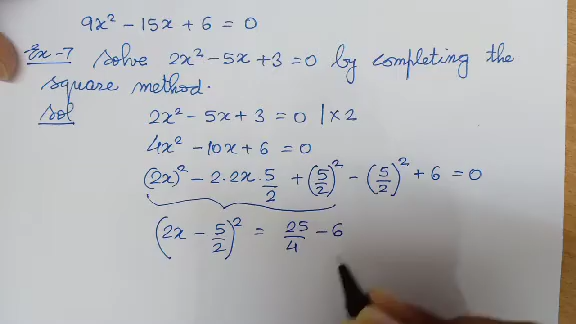 9x² - 15x + 6 = 0
Ex-7 Solve 2x² - 5x + 3 = 0 by completing the
square method.
Sol 2x² - 5x + 3 = 0 | × 2
4x² - 10x + 6 = 0
(2x)² - 2·2x·5/2 + (5/2)² - (5/2)² + 6 = 0
(2x - 5/2)² = 25/4 - 6